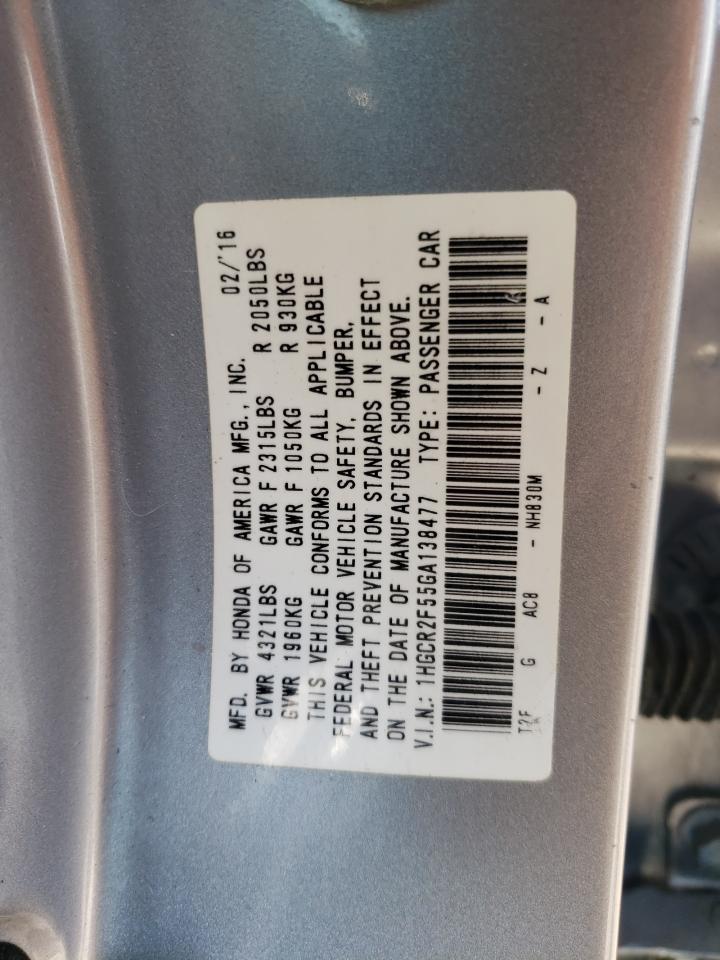 MFD. BY HONDA OF AMERICA MFG., INC. 02/'16
GVWR 4321LBS GAWR F 2315LBS R 2050LBS
GVWR 1960KG GAWR F 1050KG R 930KG
THIS VEHICLE CONFORMS TO ALL APPLICABLE
FEDERAL MOTOR VEHICLE SAFETY, BUMPER,
AND THEFT PREVENTION STANDARDS IN EFFECT
ON THE DATE OF MANUFACTURE SHOWN ABOVE.
V.I.N.: 1HGCR2F55GA138477 TYPE: PASSENGER CAR
T2F G AC8 - NH830M - Z - A